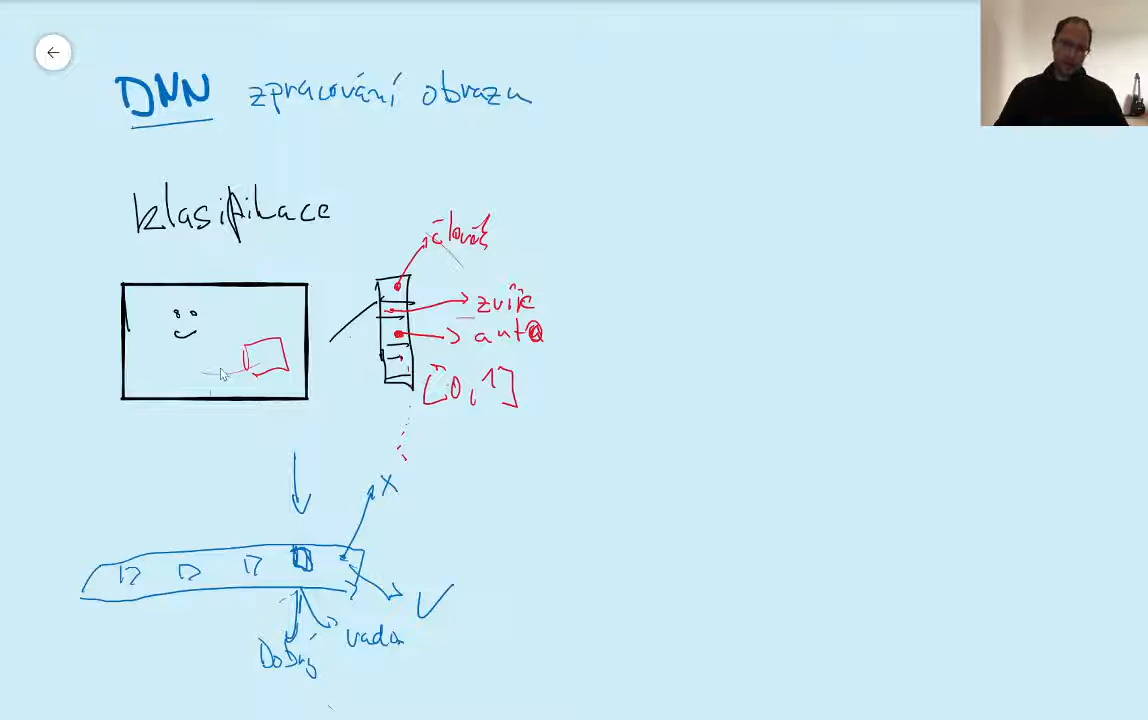 DNN zpracování obrazu
klasifikace
člověk
zvíře
auto
[0,1]
X
V
Dobrý
vada